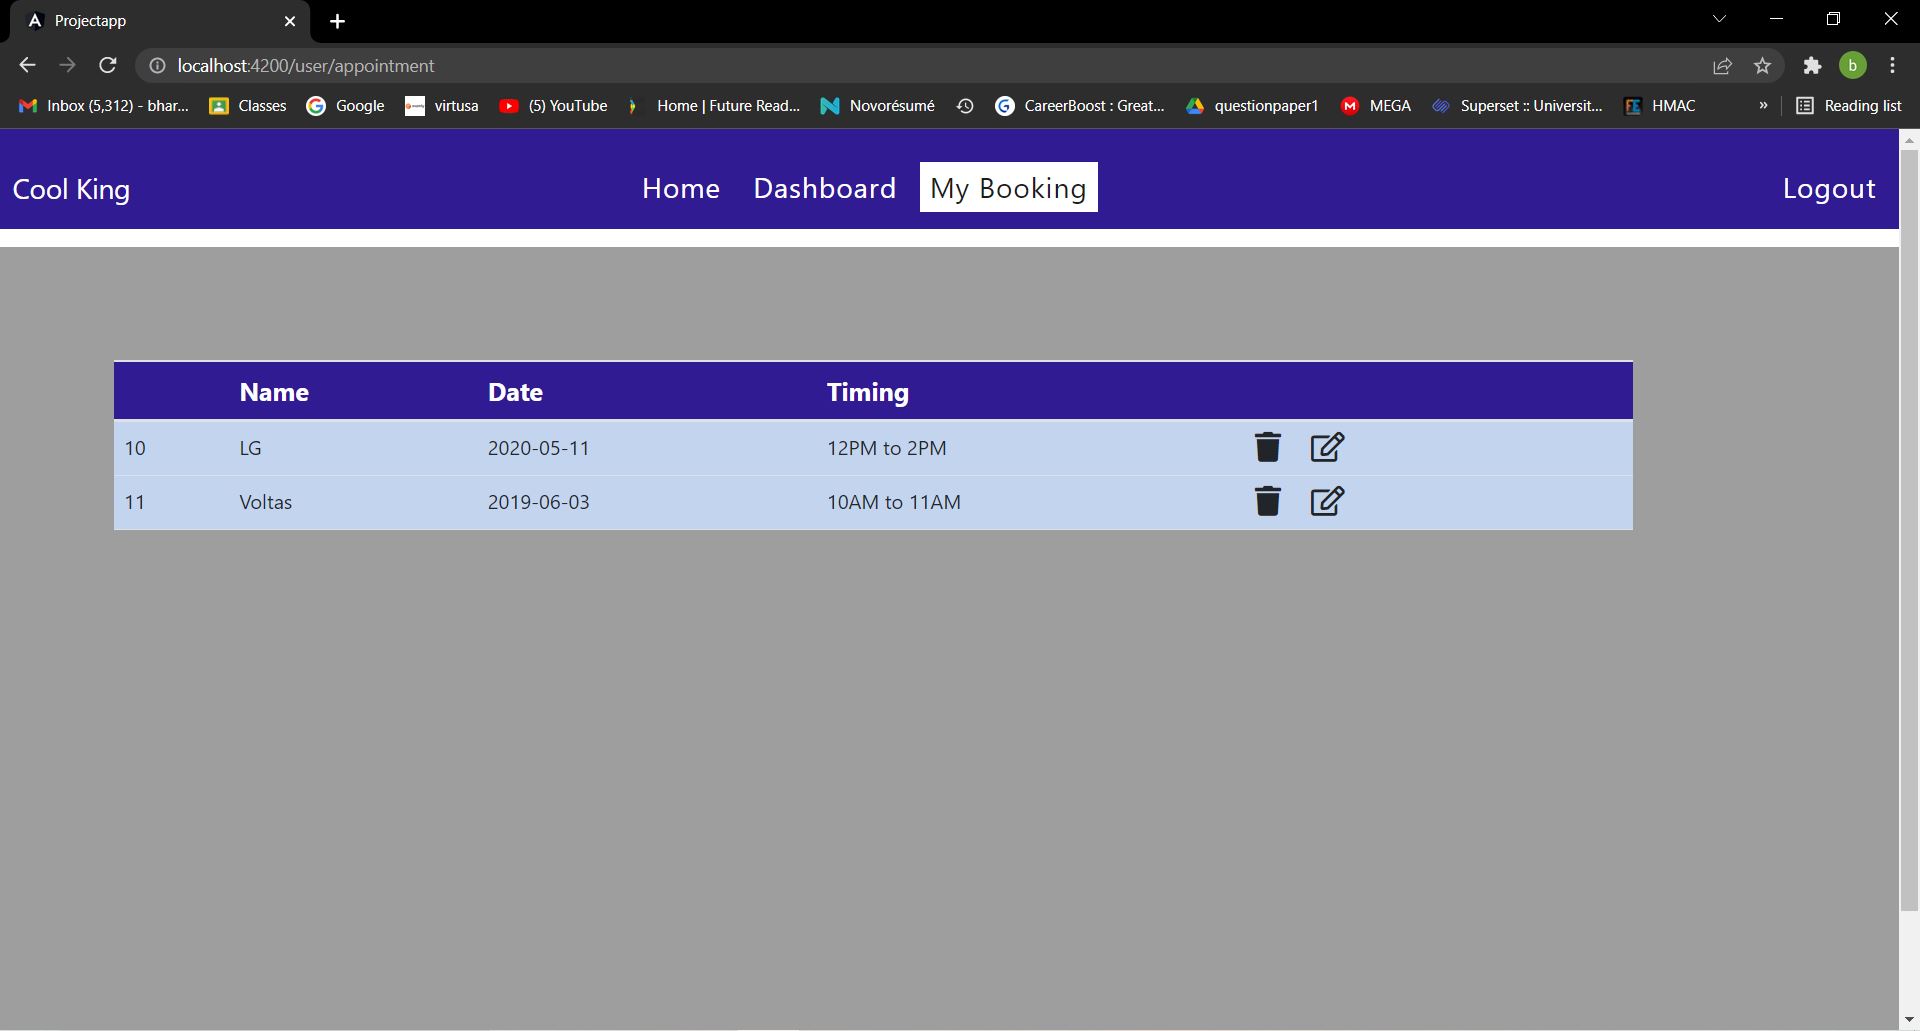 Projectapp
localhost:4200/user/appointment
Inbox (5,312) - bhar... Classes Google virtusa (5) YouTube Home | Future Read... Novorésumé CareerBoost : Great... questionpaper1 MEGA Superset :: Universit... HMAC » Reading list
b
Cool King Home Dashboard My Booking Logout
Name Date Timing
10 LG 2020-05-11 12PM to 2PM
11 Voltas 2019-06-03 10AM to 11AM